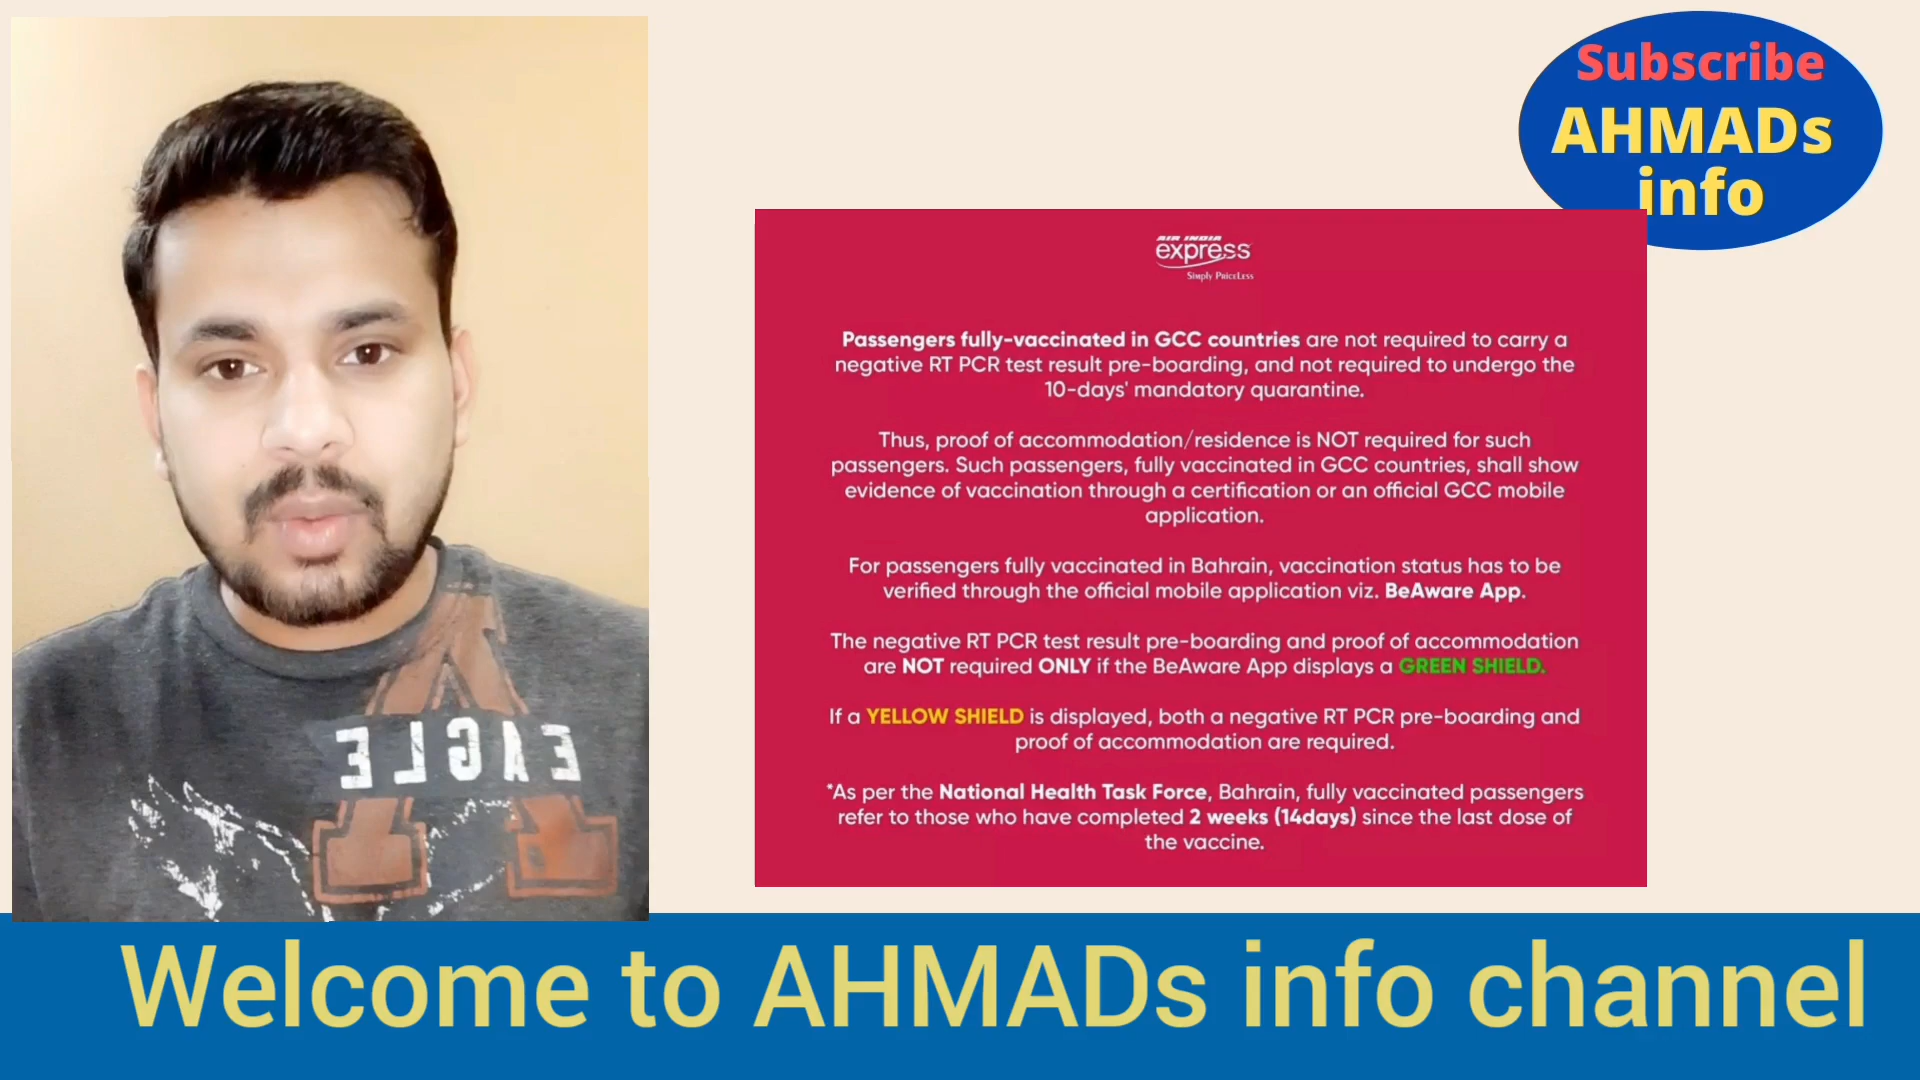 Subscribe
AHMADs
info
AIR INDIA
express
Simply PriceLess
Passengers fully-vaccinated in GCC countries are not required to carry a
negative RT PCR test result pre-boarding, and not required to undergo the
10-days' mandatory quarantine.
Thus, proof of accommodation/residence is NOT required for such
passengers. Such passengers, fully vaccinated in GCC countries, shall show
evidence of vaccination through a certification or an official GCC mobile
application.
For passengers fully vaccinated in Bahrain, vaccination status has to be
verified through the official mobile application viz. BeAware App.
The negative RT PCR test result pre-boarding and proof of accommodation
are NOT required ONLY if the BeAware App displays a GREEN SHIELD.
If a YELLOW SHIELD is displayed, both a negative RT PCR pre-boarding and
proof of accommodation are required.
*As per the National Health Task Force, Bahrain, fully vaccinated passengers
refer to those who have completed 2 weeks (14days) since the last dose of
the vaccine.
EAGLE
Welcome to AHMADs info channel